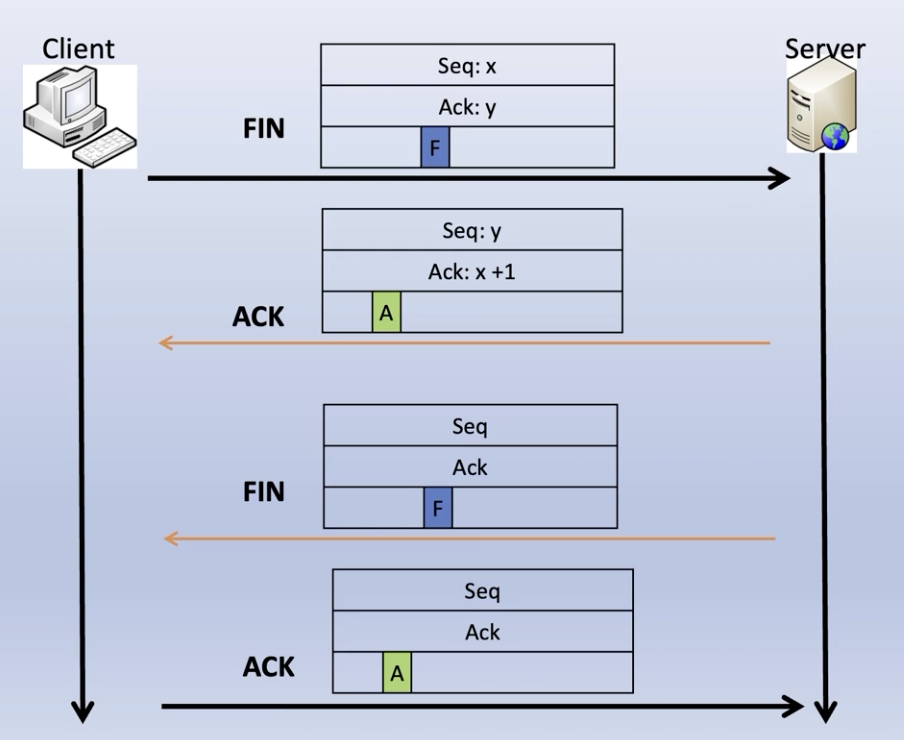 Client
Server
Seq: x
Ack: y
FIN
F
Seq: y
Ack: x +1
ACK
A
Seq
Ack
FIN
F
Seq
Ack
ACK
A